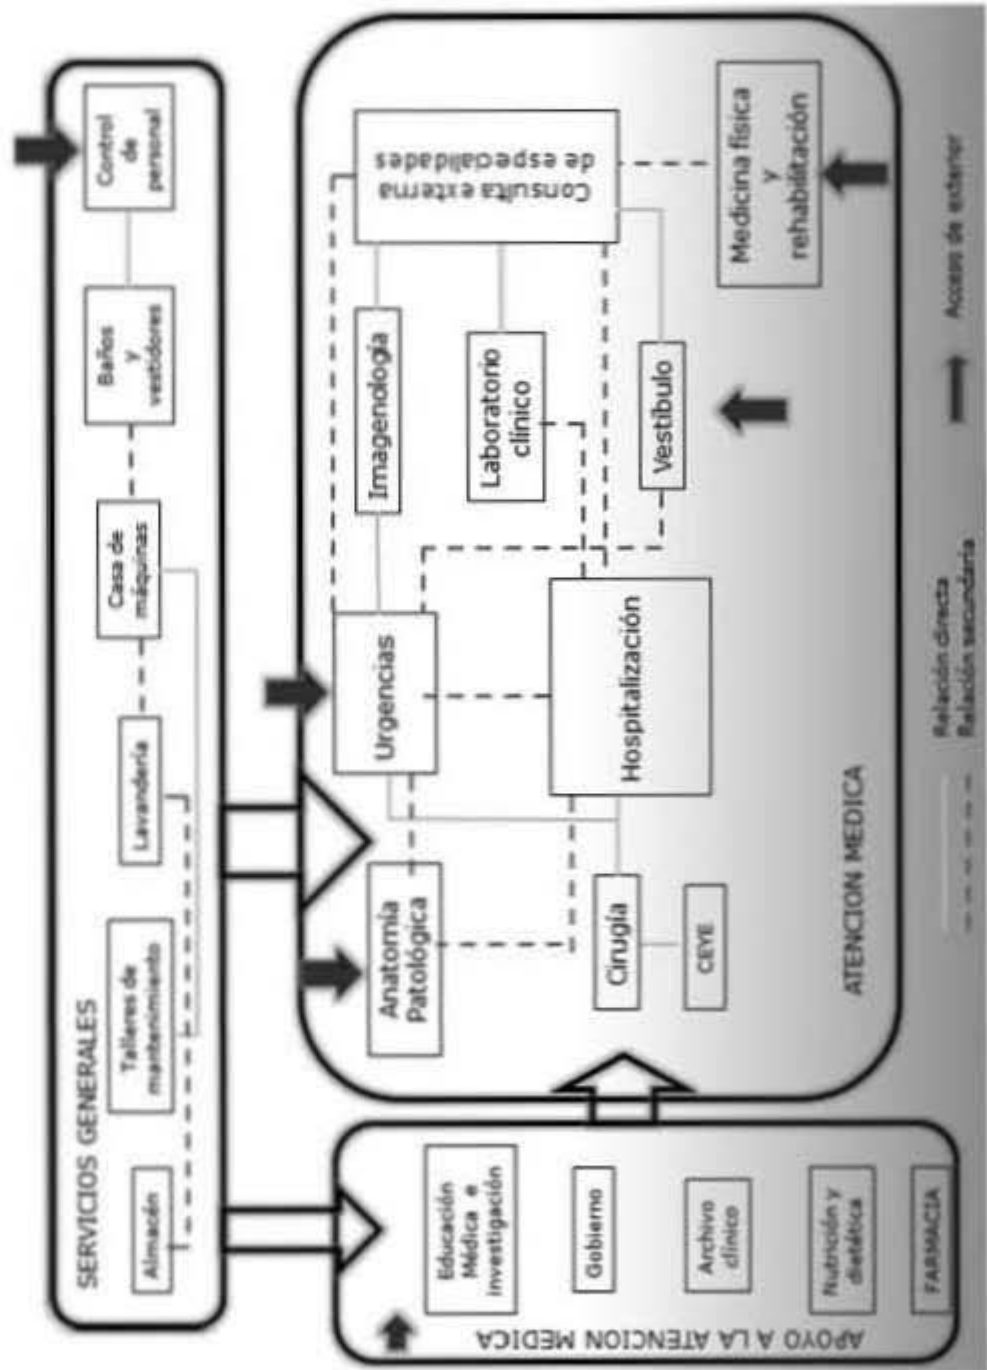 SERVICIOS GENERALES
Almacén
Talleres de
mantenimiento
Lavandería
Casa de
máquinas
Baños
y
vestidores
Control
de
personal
APOYO A LA ATENCION MEDICA
Educación
Médica e
investigación
Gobierno
Archivo
clínico
Nutrición y
dietética
FARMACIA
Anatomía
Patológica
Urgencias
Imagenología
Consulta externa
de especialidades
Laboratorio
clínico
Hospitalización
Cirugía
CEYE
Vestíbulo
Medicina física
y
rehabilitación
ATENCION MEDICA
Relación directa
Relación secundaria
Acceso de exterior